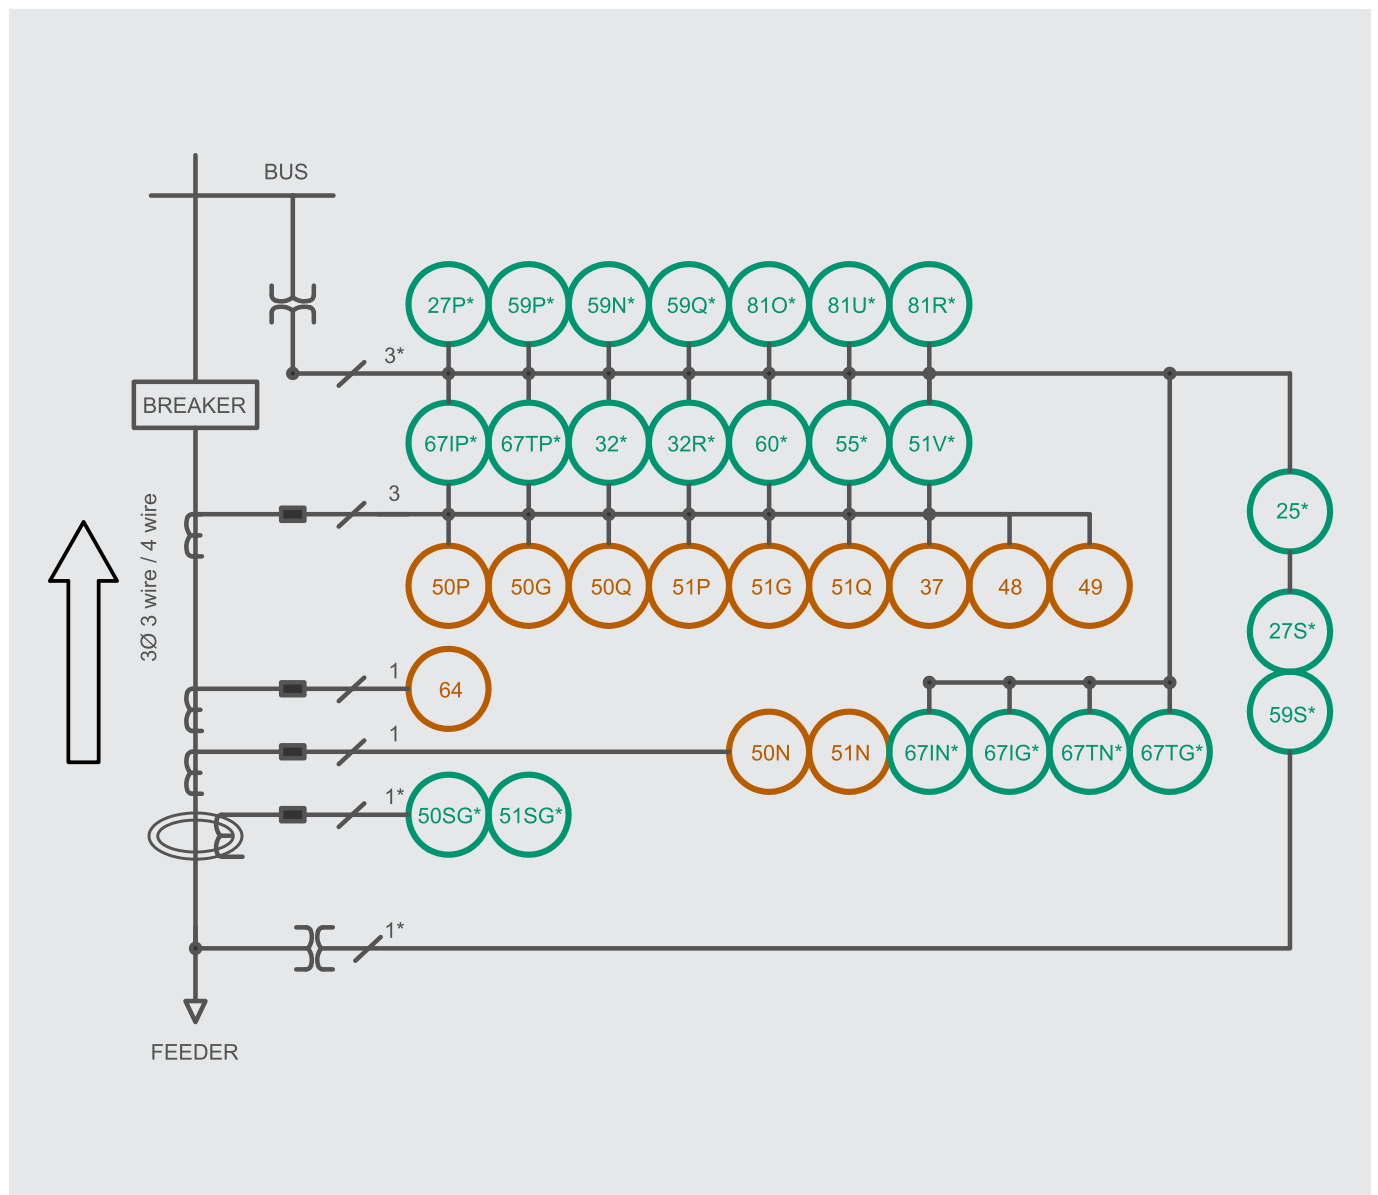 BUS
27P* 59P* 59N* 59Q* 81O* 81U* 81R*
3*
BREAKER
67IP* 67TP* 32* 32R* 60* 55* 51V*
3
25*
3Ø 3 wire / 4 wire
50P 50G 50Q 51P 51G 51Q 37 48 49
27S*
1
64
59S*
1
50N 51N 67IN* 67IG* 67TN* 67TG*
1*
50SG* 51SG*
1*
FEEDER